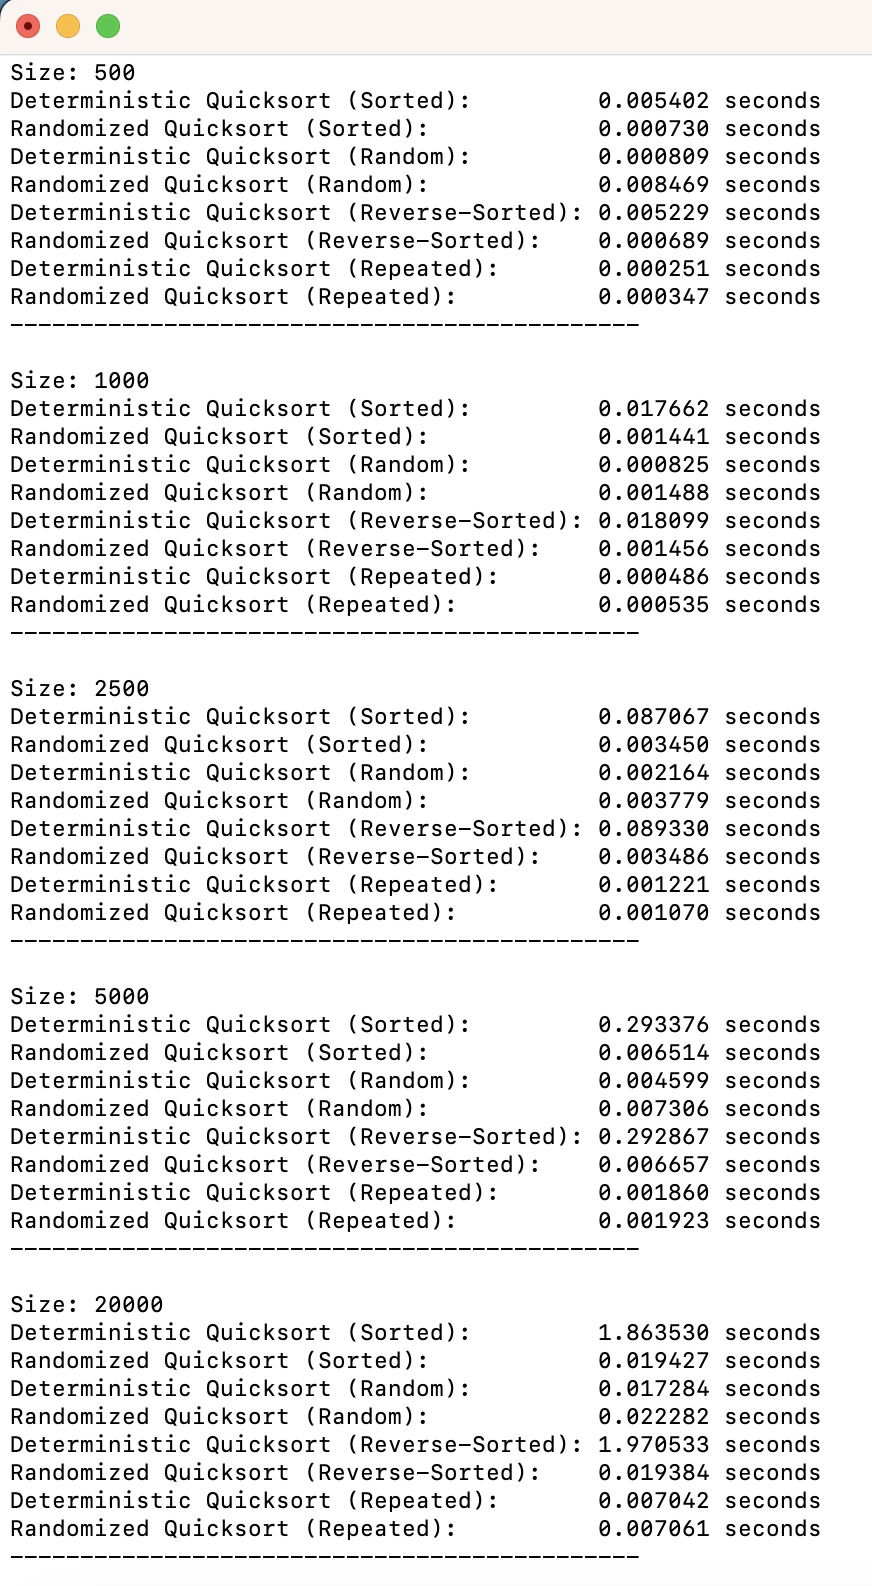 Size: 500
Deterministic Quicksort (Sorted):         0.005402 seconds
Randomized Quicksort (Sorted):            0.000730 seconds
Deterministic Quicksort (Random):         0.000809 seconds
Randomized Quicksort (Random):            0.008469 seconds
Deterministic Quicksort (Reverse-Sorted): 0.005229 seconds
Randomized Quicksort (Reverse-Sorted):    0.000689 seconds
Deterministic Quicksort (Repeated):       0.000251 seconds
Randomized Quicksort (Repeated):          0.000347 seconds
---------------------------------------------

Size: 1000
Deterministic Quicksort (Sorted):         0.017662 seconds
Randomized Quicksort (Sorted):            0.001441 seconds
Deterministic Quicksort (Random):         0.000825 seconds
Randomized Quicksort (Random):            0.001488 seconds
Deterministic Quicksort (Reverse-Sorted): 0.018099 seconds
Randomized Quicksort (Reverse-Sorted):    0.001456 seconds
Deterministic Quicksort (Repeated):       0.000486 seconds
Randomized Quicksort (Repeated):          0.000535 seconds
---------------------------------------------

Size: 2500
Deterministic Quicksort (Sorted):         0.087067 seconds
Randomized Quicksort (Sorted):            0.003450 seconds
Deterministic Quicksort (Random):         0.002164 seconds
Randomized Quicksort (Random):            0.003779 seconds
Deterministic Quicksort (Reverse-Sorted): 0.089330 seconds
Randomized Quicksort (Reverse-Sorted):    0.003486 seconds
Deterministic Quicksort (Repeated):       0.001221 seconds
Randomized Quicksort (Repeated):          0.001070 seconds
---------------------------------------------

Size: 5000
Deterministic Quicksort (Sorted):         0.293376 seconds
Randomized Quicksort (Sorted):            0.006514 seconds
Deterministic Quicksort (Random):         0.004599 seconds
Randomized Quicksort (Random):            0.007306 seconds
Deterministic Quicksort (Reverse-Sorted): 0.292867 seconds
Randomized Quicksort (Reverse-Sorted):    0.006657 seconds
Deterministic Quicksort (Repeated):       0.001860 seconds
Randomized Quicksort (Repeated):          0.001923 seconds
---------------------------------------------

Size: 20000
Deterministic Quicksort (Sorted):         1.863530 seconds
Randomized Quicksort (Sorted):            0.019427 seconds
Deterministic Quicksort (Random):         0.017284 seconds
Randomized Quicksort (Random):            0.022282 seconds
Deterministic Quicksort (Reverse-Sorted): 1.970533 seconds
Randomized Quicksort (Reverse-Sorted):    0.019384 seconds
Deterministic Quicksort (Repeated):       0.007042 seconds
Randomized Quicksort (Repeated):          0.007061 seconds
---------------------------------------------